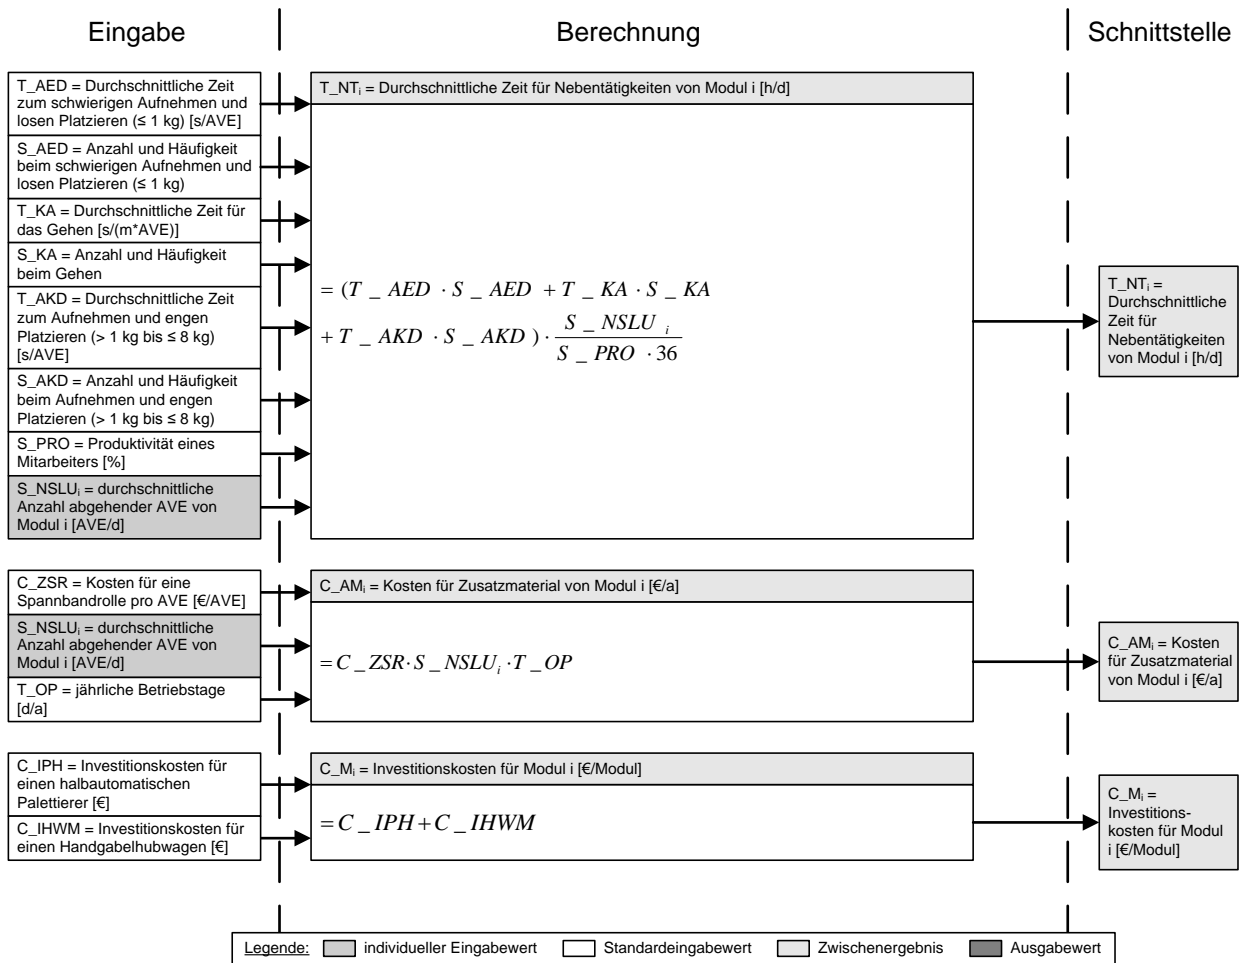 Eingabe
Berechnung
Schnittstelle
T_AED = Durchschnittliche Zeit
zum schwierigen Aufnehmen und
losen Platzieren (≤ 1 kg) [s/AVE]
S_AED = Anzahl und Häufigkeit
beim schwierigen Aufnehmen und
losen Platzieren (≤ 1 kg)
T_KA = Durchschnittliche Zeit für
das Gehen [s/(m*AVE)]
S_KA = Anzahl und Häufigkeit
beim Gehen
T_AKD = Durchschnittliche Zeit
zum Aufnehmen und engen
Platzieren (> 1 kg bis ≤ 8 kg)
[s/AVE]
S_AKD = Anzahl und Häufigkeit
beim Aufnehmen und engen
Platzieren (> 1 kg bis ≤ 8 kg)
S_PRO = Produktivität eines
Mitarbeiters [%]
S_NSLUᵢ = durchschnittliche
Anzahl abgehender AVE von
Modul i [AVE/d]
T_NTᵢ = Durchschnittliche Zeit für Nebentätigkeiten von Modul i [h/d]
= (T _ AED · S _ AED + T _ KA · S _ KA
+ T _ AKD · S _ AKD ) · S _ NSLU ᵢ
S _ PRO · 36
T_NTᵢ =
Durchschnittliche
Zeit für
Nebentätigkeiten
von Modul i [h/d]
C_ZSR = Kosten für eine
Spannbandrolle pro AVE [€/AVE]
S_NSLUᵢ = durchschnittliche
Anzahl abgehender AVE von
Modul i [AVE/d]
T_OP = jährliche Betriebstage
[d/a]
C_AMᵢ = Kosten für Zusatzmaterial von Modul i [€/a]
= C _ ZSR · S _ NSLUᵢ · T _ OP
C_AMᵢ = Kosten
für Zusatzmaterial
von Modul i [€/a]
C_IPH = Investitionskosten für
einen halbautomatischen
Palettierer [€]
C_IHWM = Investitionskosten für
einen Handgabelhubwagen [€]
C_Mᵢ = Investitionskosten für Modul i [€/Modul]
= C _ IPH + C _ IHWM
C_Mᵢ =
Investitions-
kosten für Modul
i [€/Modul]
Legende: individueller Eingabewert Standardeingabewert Zwischenergebnis Ausgabewert